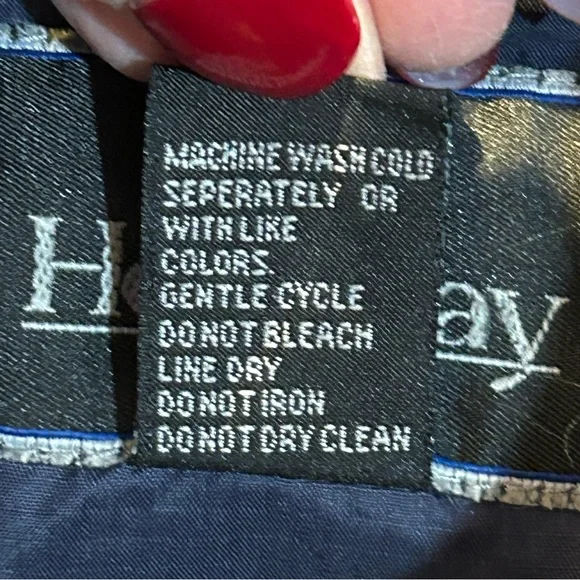 MACHINE WASH COLD
SEPERATELY OR
WITH LIKE
COLORS.
GENTLE CYCLE
DO NOT BLEACH
LINE DRY
DO NOT IRON
DO NOT DRY CLEAN